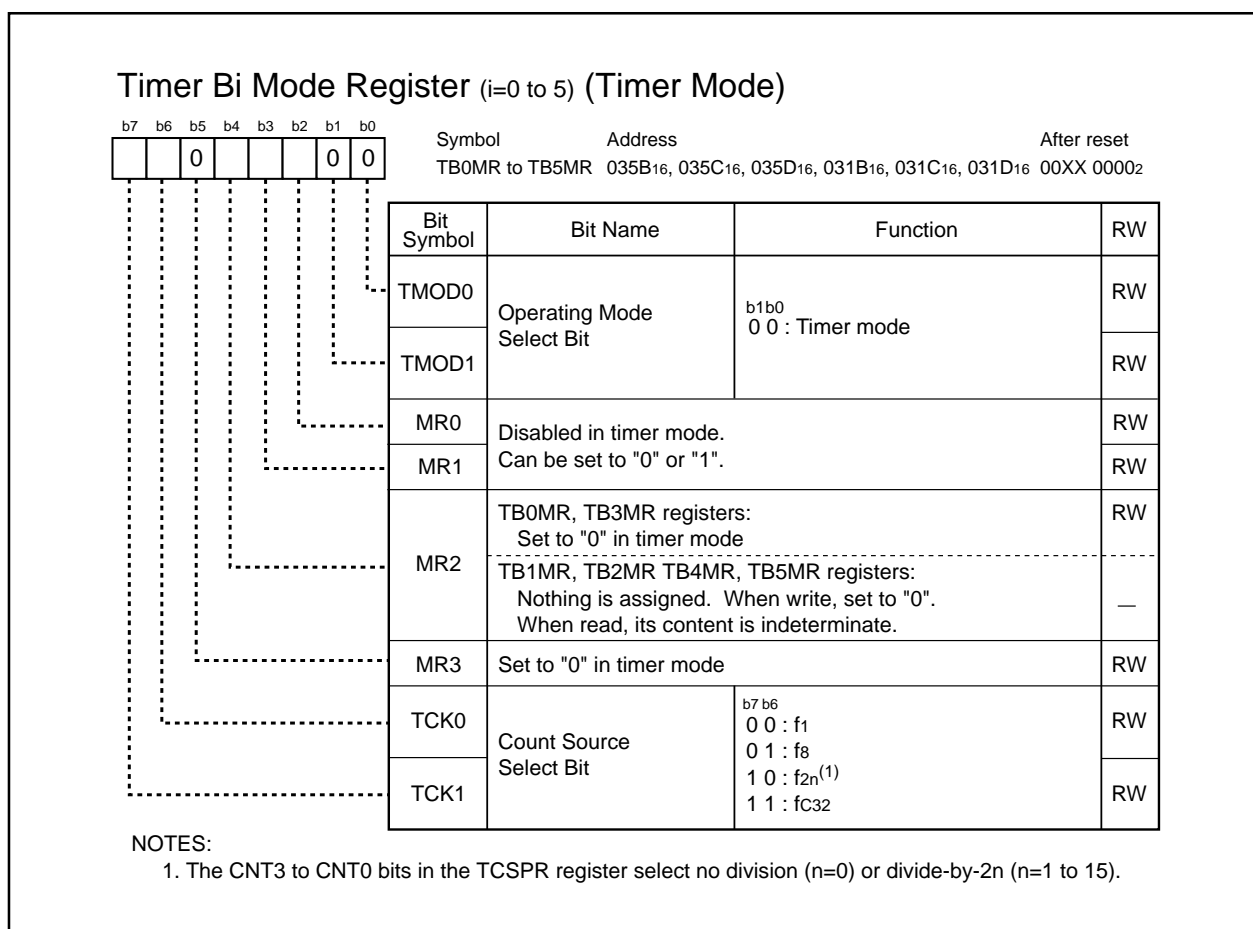 Timer Bi Mode Register (i=0 to 5) (Timer Mode)
b7 b6 b5 b4 b3 b2 b1 b0
0 0 0
Symbol Address After reset
TB0MR to TB5MR 035B16, 035C16, 035D16, 031B16, 031C16, 031D16 00XX 00002
Bit Symbol Bit Name Function RW
TMOD0 RW
Operating Mode
Select Bit
b1b0
0 0 : Timer mode
TMOD1 RW
MR0 RW
Disabled in timer mode.
Can be set to "0" or "1".
MR1 RW
MR2
TB0MR, TB3MR registers: RW
Set to "0" in timer mode
TB1MR, TB2MR TB4MR, TB5MR registers:
Nothing is assigned. When write, set to "0". —
When read, its content is indeterminate.
MR3 Set to "0" in timer mode RW
TCK0 RW
Count Source
Select Bit
b7 b6
0 0 : f1
0 1 : f8
1 0 : f2n(1)
1 1 : fC32
TCK1 RW
NOTES:
1. The CNT3 to CNT0 bits in the TCSPR register select no division (n=0) or divide-by-2n (n=1 to 15).